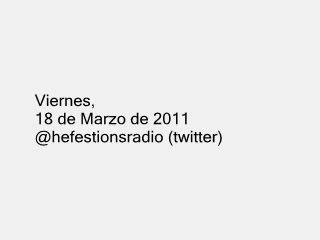 Viernes,
18 de Marzo de 2011
@hefestionsradio (twitter)